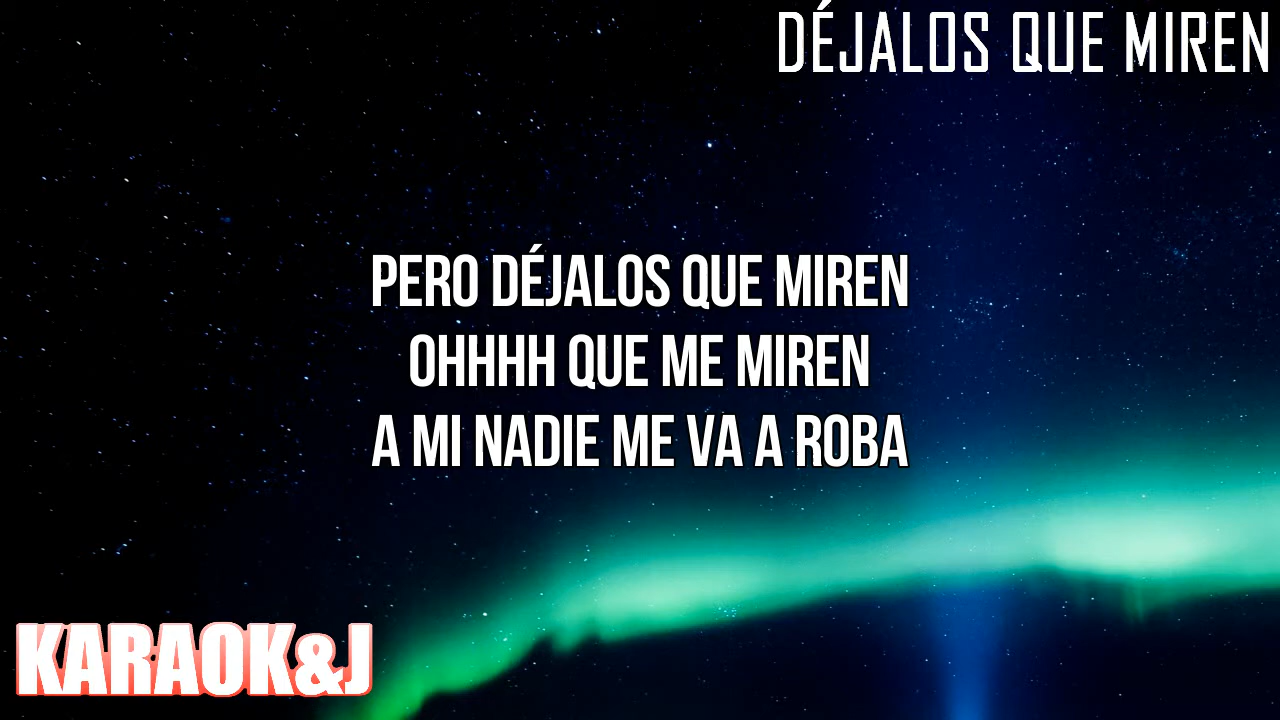 DÉJALOS QUE MIREN
PERO DÉJALOS QUE MIREN
OHHHH QUE ME MIREN
A MI NADIE ME VA A ROBA
KARAOK&J